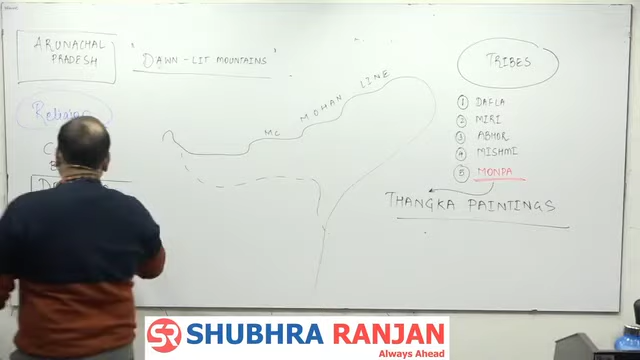 ARUNACHAL
PRADESH
"DAWN-LIT MOUNTAINS"
TRIBES
MC MOHAN LINE
1 DAFLA
2 MIRI
3 ABHOR
4 MISHMI
5 MONPA
THANGKA PAINTINGS
SR SHUBHRA RANJAN
Always Ahead